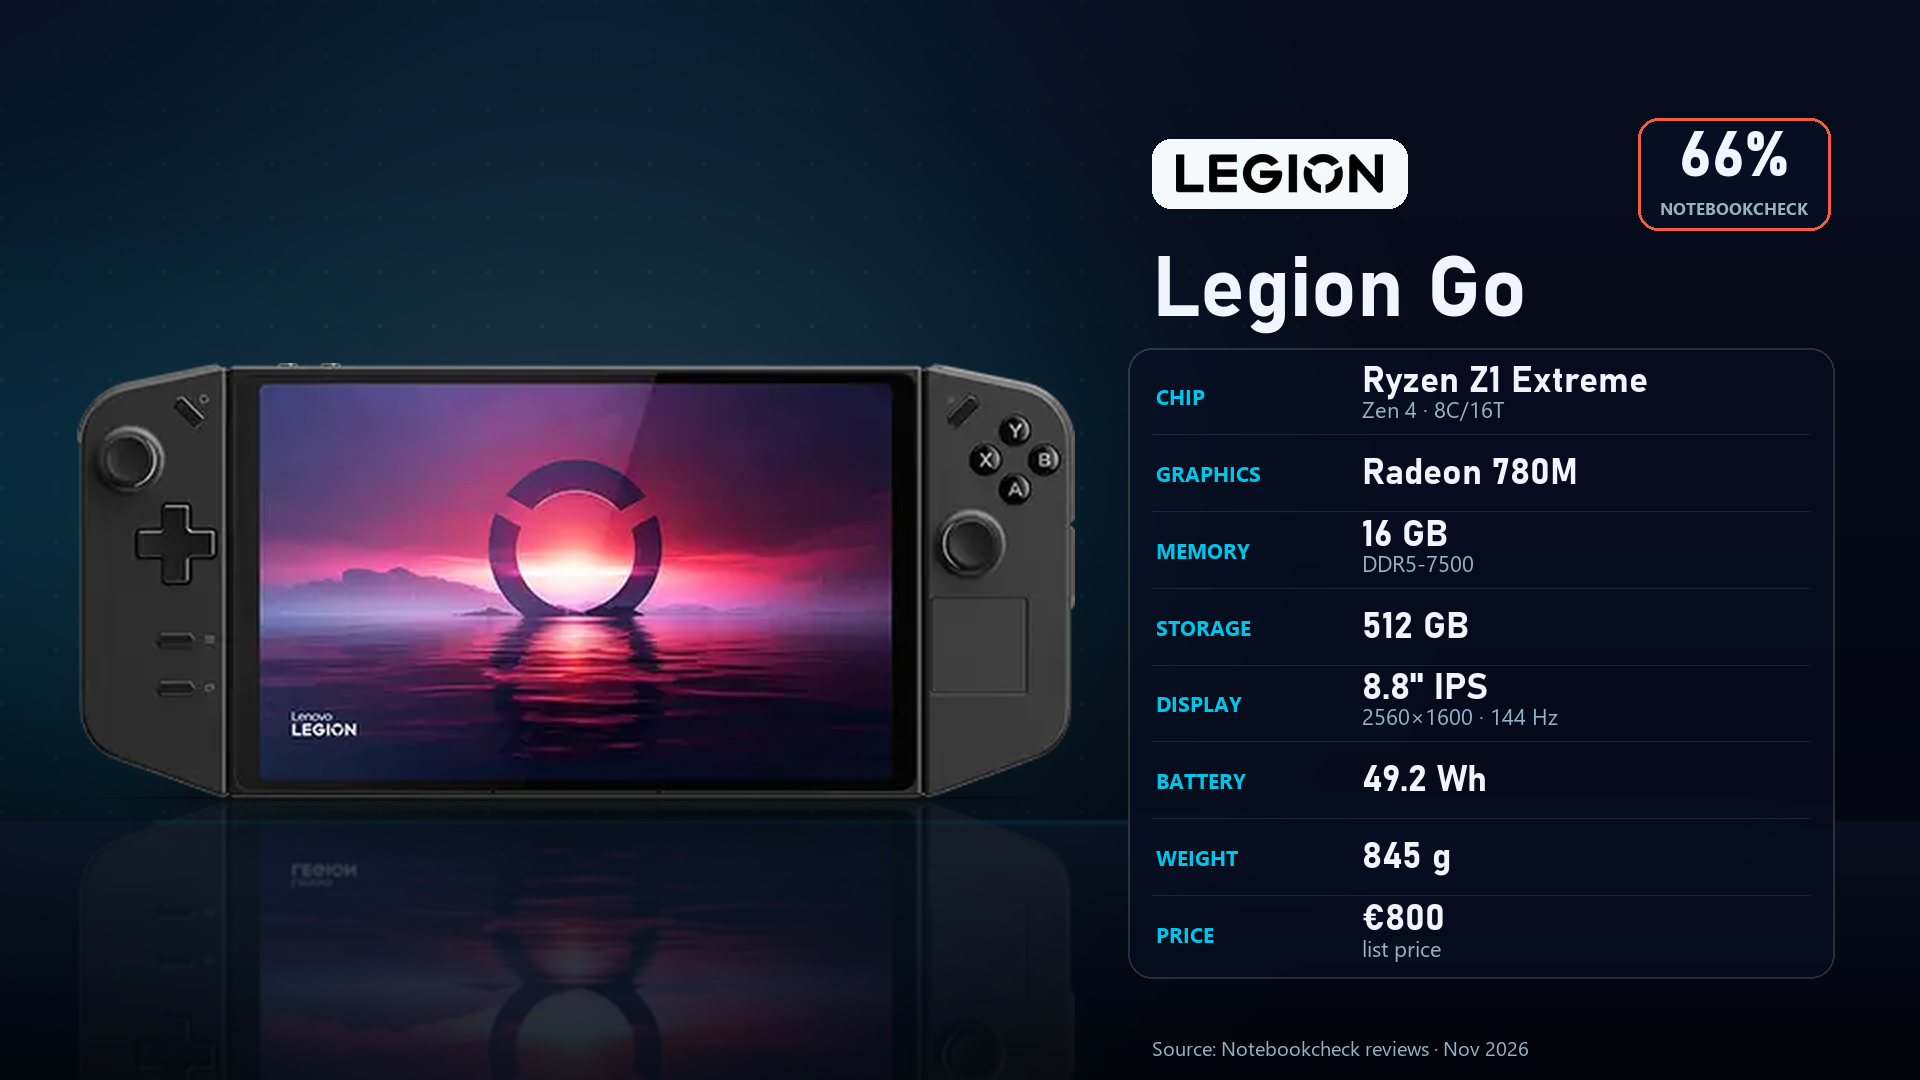 LEGION
66%
NOTEBOOKCHECK
Legion Go
CHIP
Ryzen Z1 Extreme
Zen 4 · 8C/16T
GRAPHICS
Radeon 780M
MEMORY
16 GB
DDR5-7500
STORAGE
512 GB
DISPLAY
8.8" IPS
2560×1600 · 144 Hz
BATTERY
49.2 Wh
WEIGHT
845 g
PRICE
€800
list price
Y
X
B
A
Lenovo
LEGION
Source: Notebookcheck reviews · Nov 2026